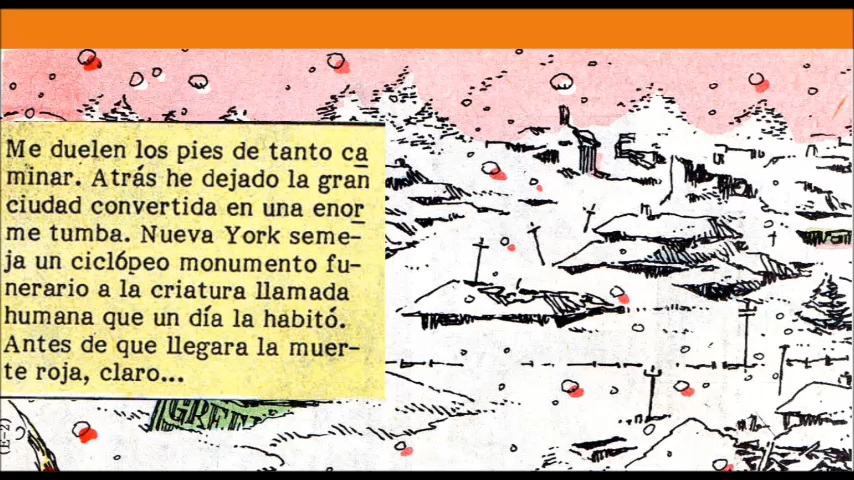 Me duelen los pies de tanto ca
minar. Atrás he dejado la gran
ciudad convertida en una enor
me tumba. Nueva York seme-
ja un ciclópeo monumento fu-
nerario a la criatura llamada
humana que un día la habitó.
Antes de que llegara la muer-
te roja, claro...
GREE
(E-2)